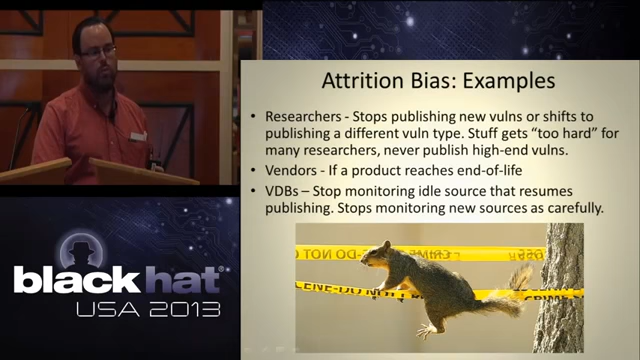 Attrition Bias: Examples
• Researchers - Stops publishing new vulns or shifts to
publishing a different vuln type. Stuff gets “too hard” for
many researchers, never publish high-end vulns.
• Vendors - If a product reaches end-of-life
• VDBs – Stop monitoring idle source that resumes
publishing. Stops monitoring new sources as carefully.
black hat
USA 2013